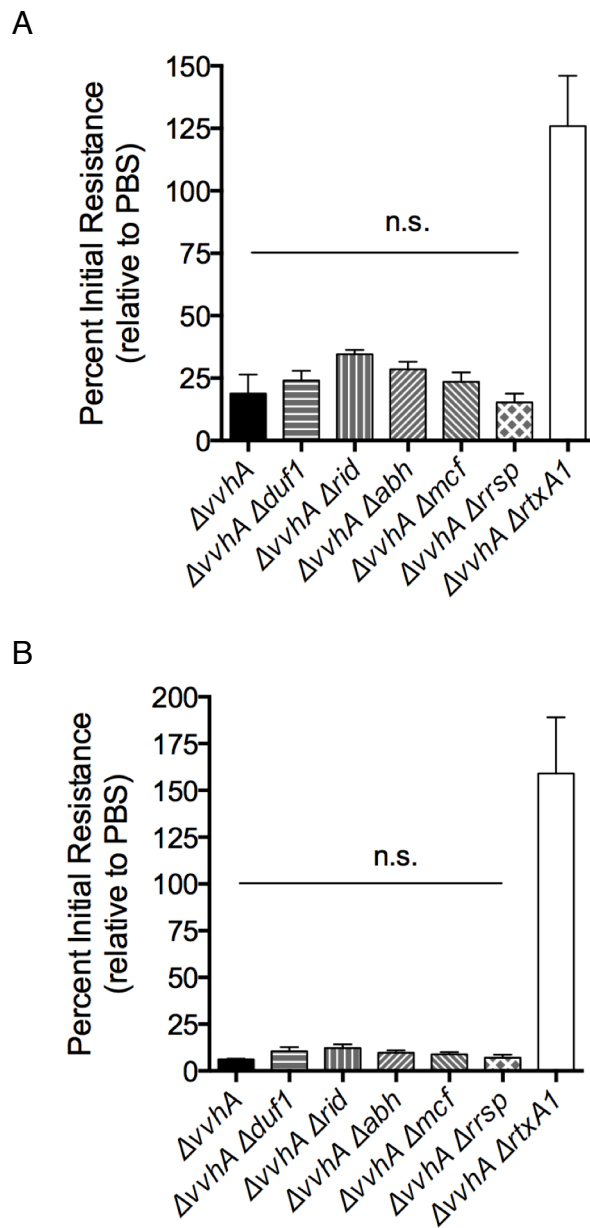 A
Percent Initial Resistance
(relative to PBS)
150
125
100
75
50
25
0
n.s.
ΔvvhA
ΔvvhA Δduf1
ΔvvhA Δrid
ΔvvhA Δabh
ΔvvhA Δmcf
ΔvvhA Δrrsp
ΔvvhA ΔrtxA1
B
Percent Initial Resistance
(relative to PBS)
200
175
150
125
100
75
50
25
0
n.s.
ΔvvhA
ΔvvhA Δduf1
ΔvvhA Δrid
ΔvvhA Δabh
ΔvvhA Δmcf
ΔvvhA Δrrsp
ΔvvhA ΔrtxA1